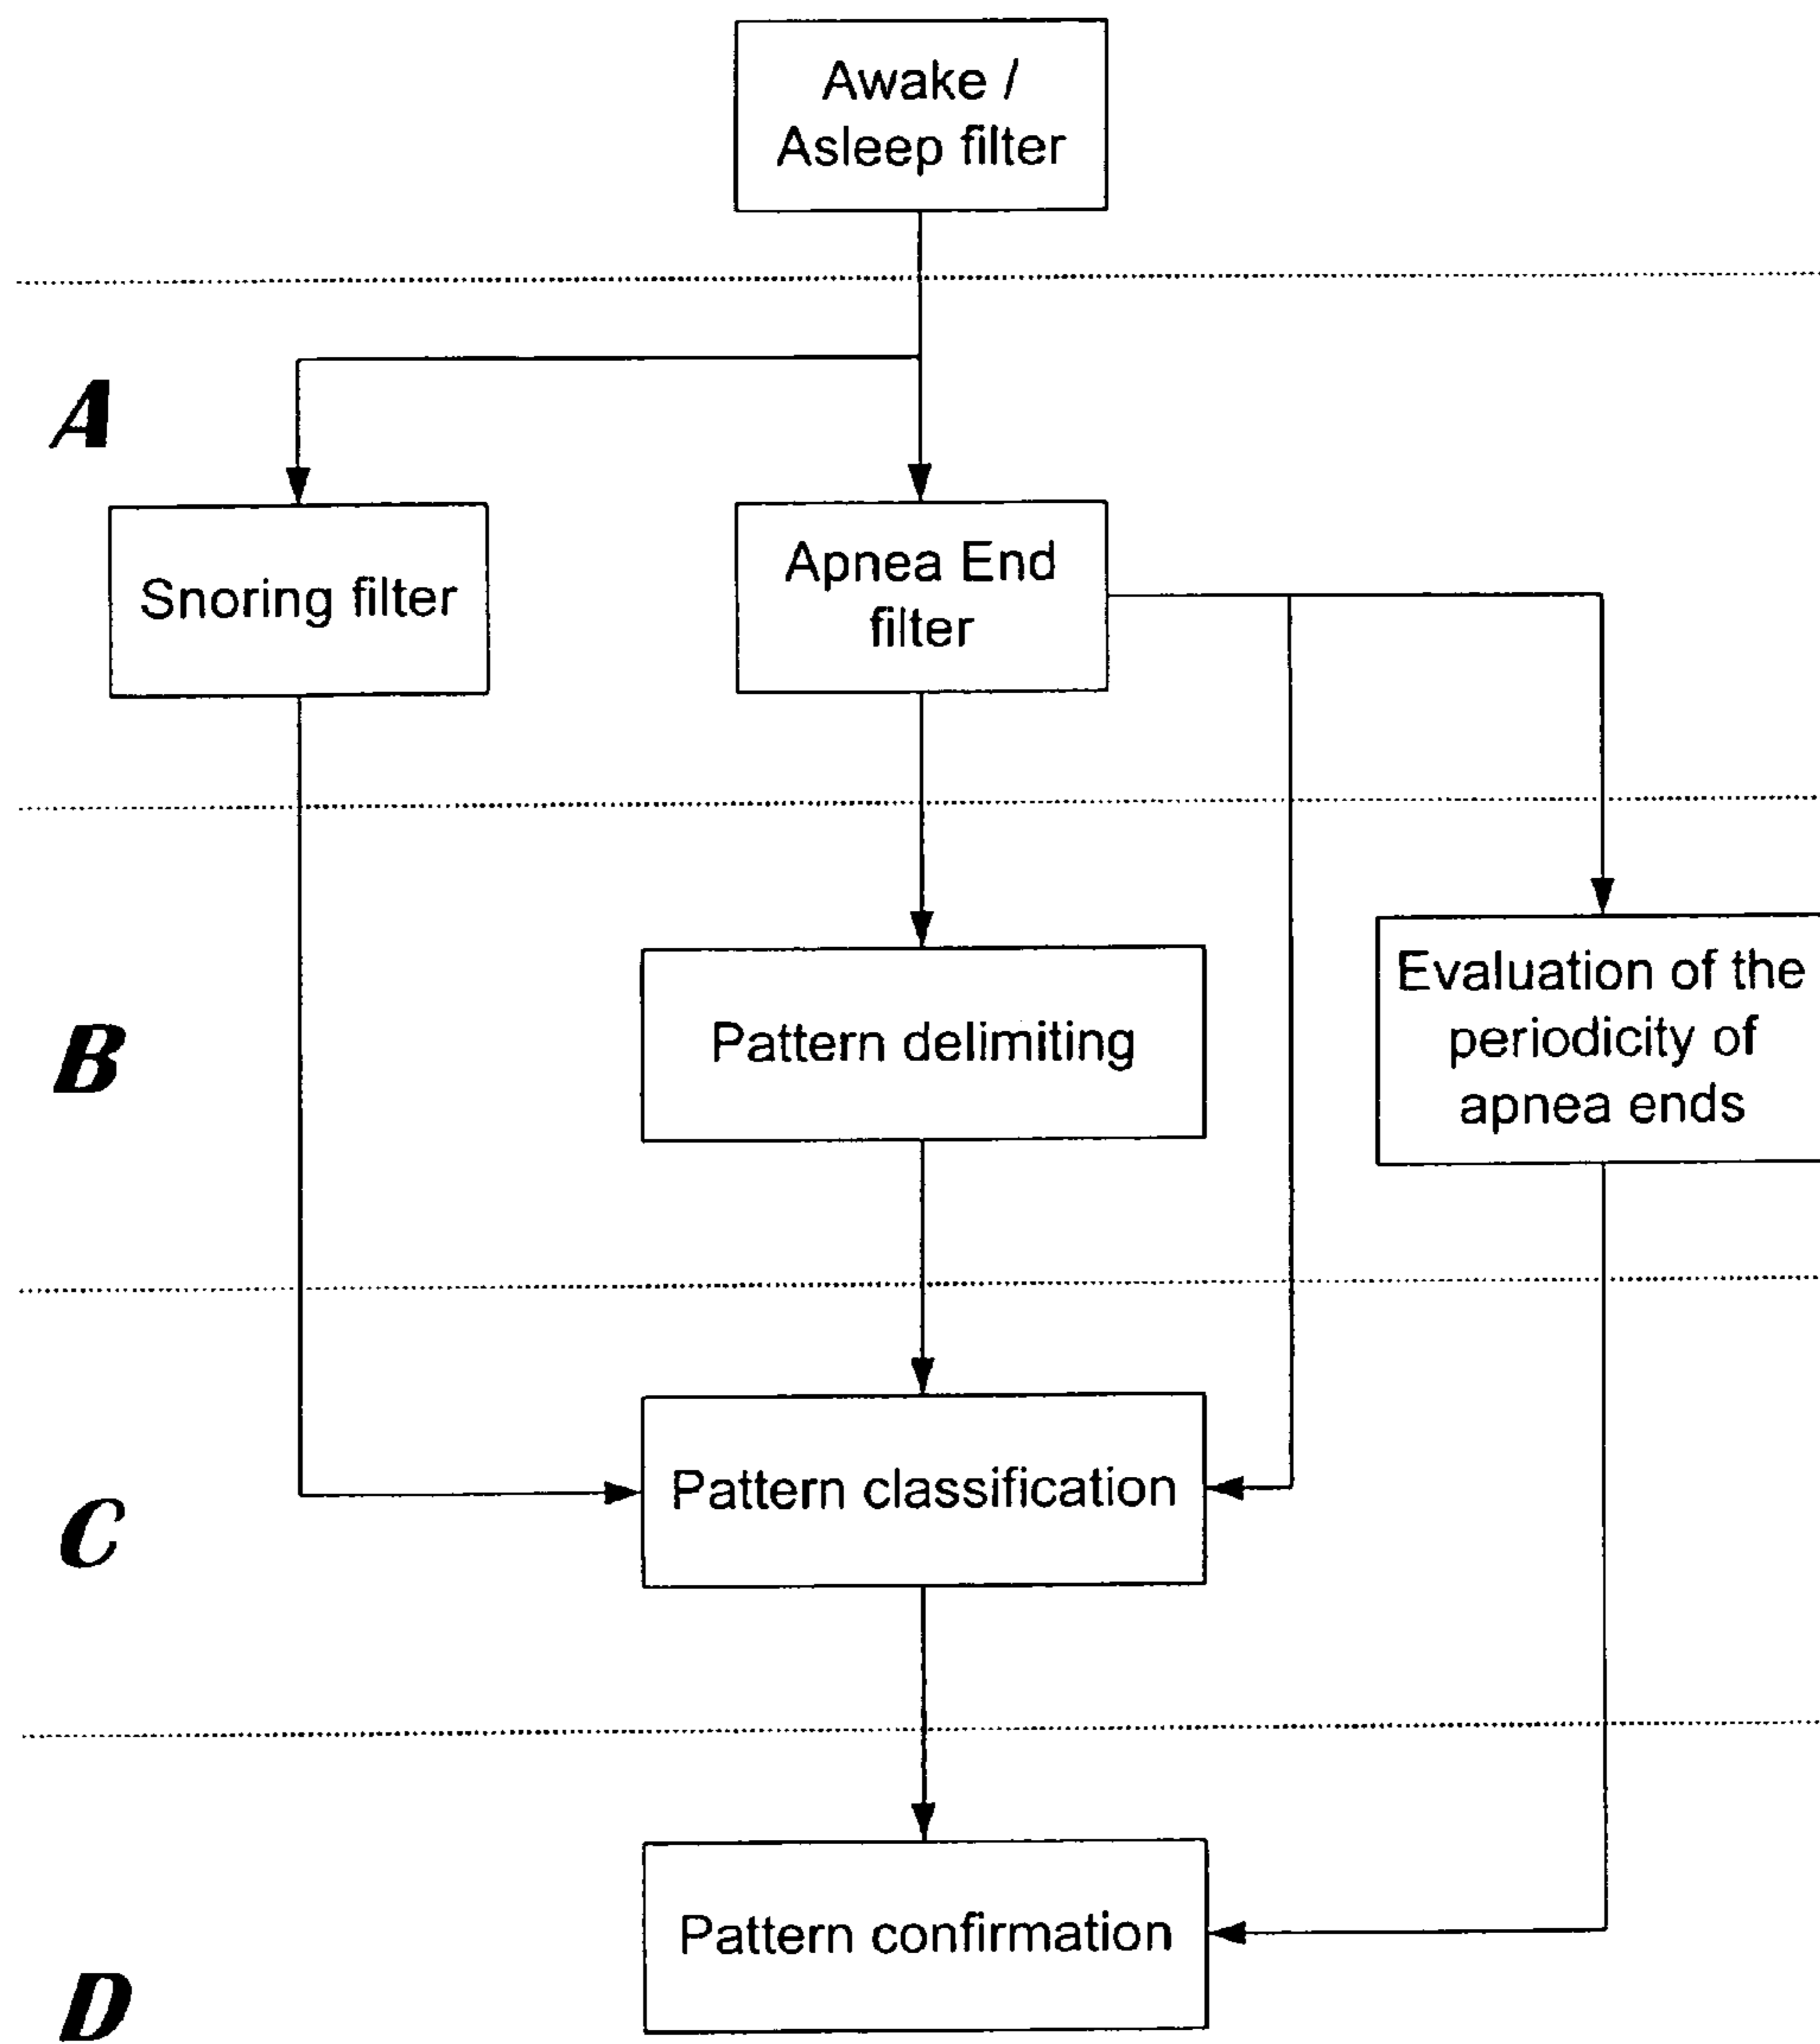 Awake /
Asleep filter
A
Snoring filter
Apnea End
filter
B
Pattern delimiting
Evaluation of the
periodicity of
apnea ends
C
Pattern classification
D
Pattern confirmation